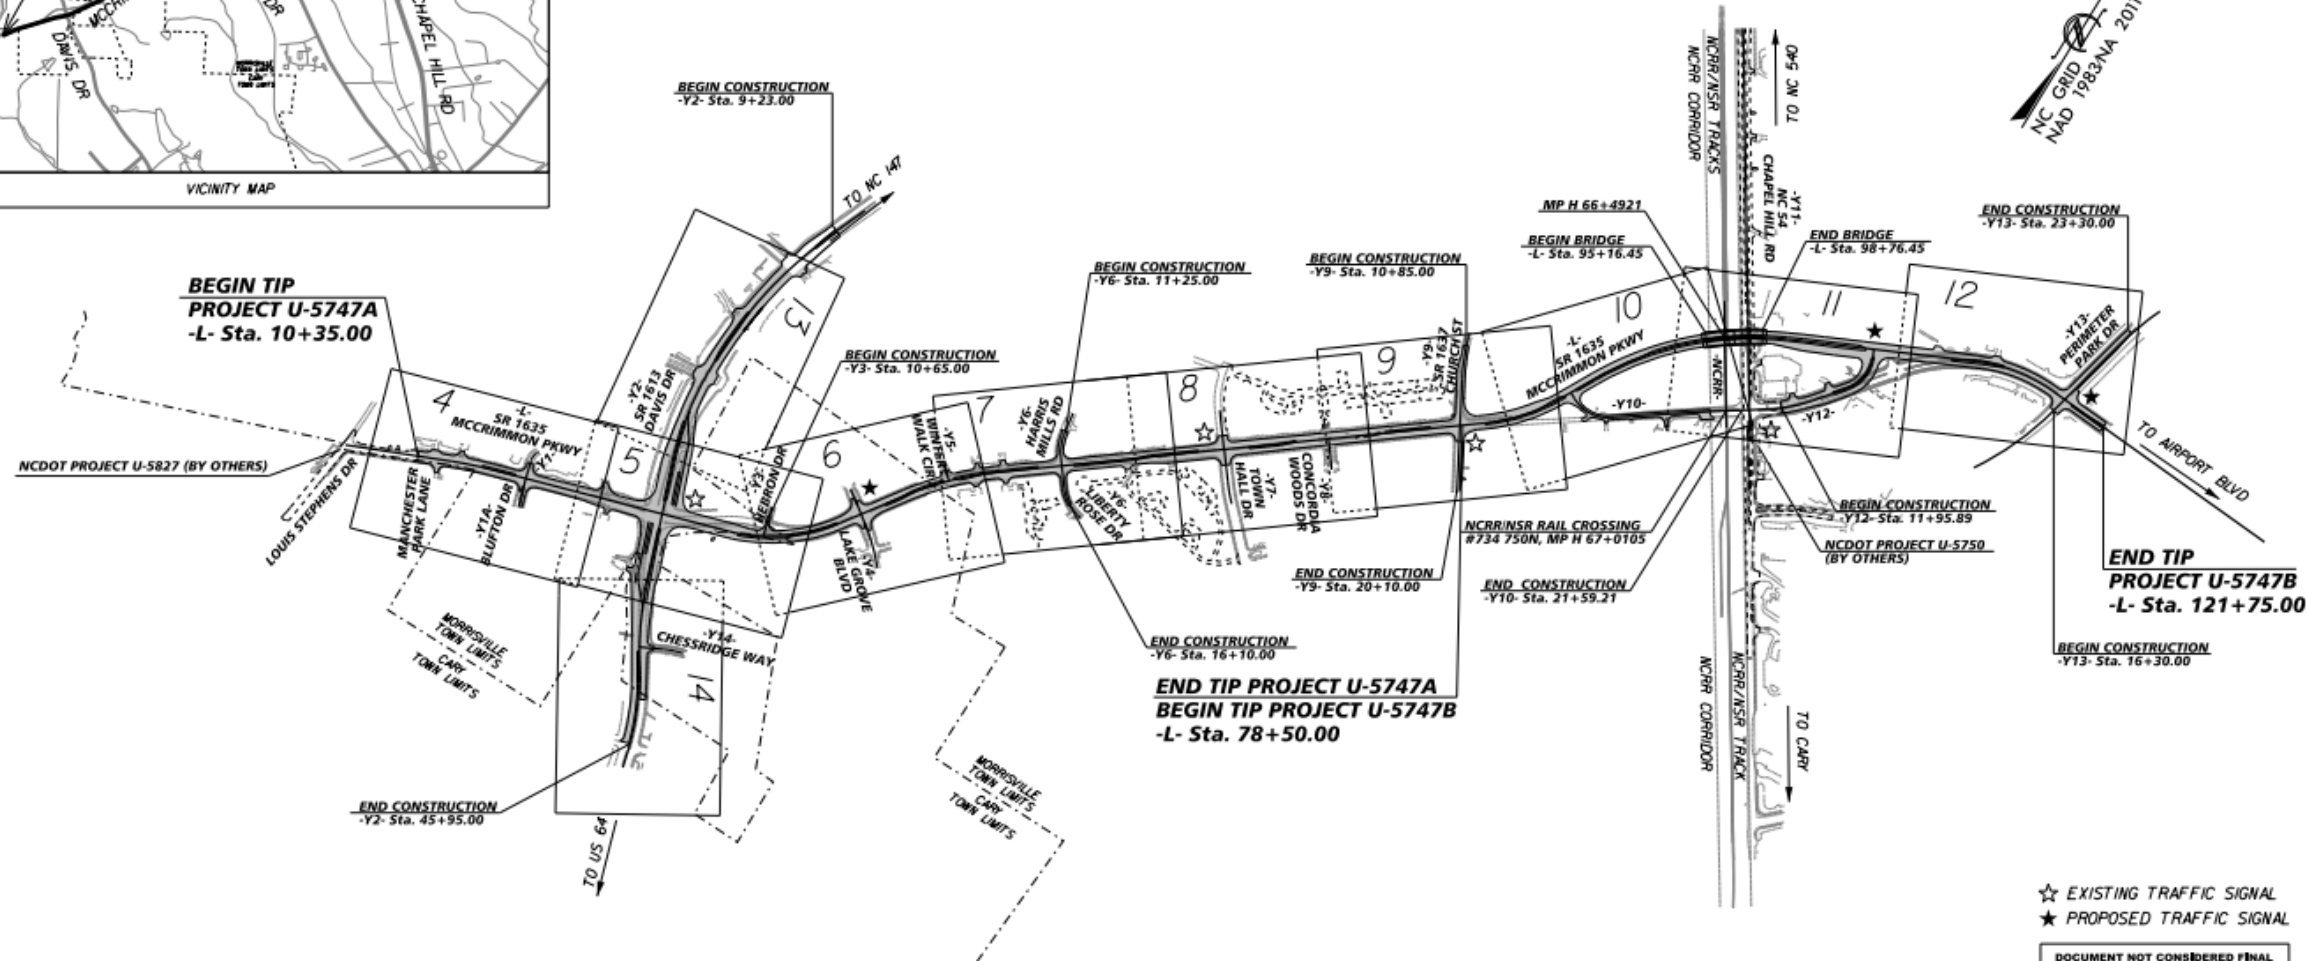 DAVIS DR
DR
CHAPEL HILL RD
VICINITY MAP
NC GRID
NAD 1983/NA 2011
BEGIN CONSTRUCTION
-Y2- Sta. 9+23.00
TO NC 147
BEGIN TIP
PROJECT U-5747A
-L- Sta. 10+35.00
NCDOT PROJECT U-5827 (BY OTHERS)
LOUIS STEPHENS DR
4
-L-
SR 1635
MCCRIMMON PKWY
MANCHESTER
PARK LANE
-Y1-
-Y1A-
BLUFTON DR
5
-Y2-
SR 1613
DAVIS DR
13
BEGIN CONSTRUCTION
-Y3- Sta. 10+65.00
-Y3-
HEBRON DR
6
-Y4-
LAKE GROVE
BLVD
-Y5-
WINTER
WALK CIR
7
-Y6-
HARRIS
MILLS RD
BEGIN CONSTRUCTION
-Y6- Sta. 11+25.00
-Y6-
LIBERTY
ROSE DR
8
-Y7-
TOWN
HALL DR
-Y8-
CONCORDIA
WOODS DR
9
BEGIN CONSTRUCTION
-Y9- Sta. 10+85.00
-Y9-
SR 1637
CHURCH ST
10
-L-
SR 1635
MCCRIMMON PKWY
MP H 66+4921
BEGIN BRIDGE
-L- Sta. 95+16.45
NCRR/NSR TRACKS
NCRR CORRIDOR
TO NC 540
-Y11-
NC 54
CHAPEL HILL RD
END BRIDGE
-L- Sta. 98+76.45
11
12
END CONSTRUCTION
-Y13- Sta. 23+30.00
-Y13-
PERIMETER
PARK DR
-NCRR-
-Y10-
-Y12-
TO AIRPORT BLVD
NCRR/NSR RAIL CROSSING
#734 750N, MP H 67+0105
END CONSTRUCTION
-Y9- Sta. 20+10.00
END CONSTRUCTION
-Y10- Sta. 21+59.21
BEGIN CONSTRUCTION
-Y12- Sta. 11+95.89
NCDOT PROJECT U-5750
(BY OTHERS)
END TIP
PROJECT U-5747B
-L- Sta. 121+75.00
BEGIN CONSTRUCTION
-Y13- Sta. 16+30.00
END CONSTRUCTION
-Y6- Sta. 16+10.00
END TIP PROJECT U-5747A
BEGIN TIP PROJECT U-5747B
-L- Sta. 78+50.00
NCRR CORRIDOR
NCRR/NSR TRACK
TO CARY
MORRISVILLE
TOWN LIMITS
CARY
TOWN LIMITS
-Y14-
CHESSRIDGE WAY
14
END CONSTRUCTION
-Y2- Sta. 45+95.00
TO US 64
MORRISVILLE
TOWN LIMITS
CARY
TOWN LIMITS
EXISTING TRAFFIC SIGNAL
PROPOSED TRAFFIC SIGNAL
DOCUMENT NOT CONSIDERED FINAL